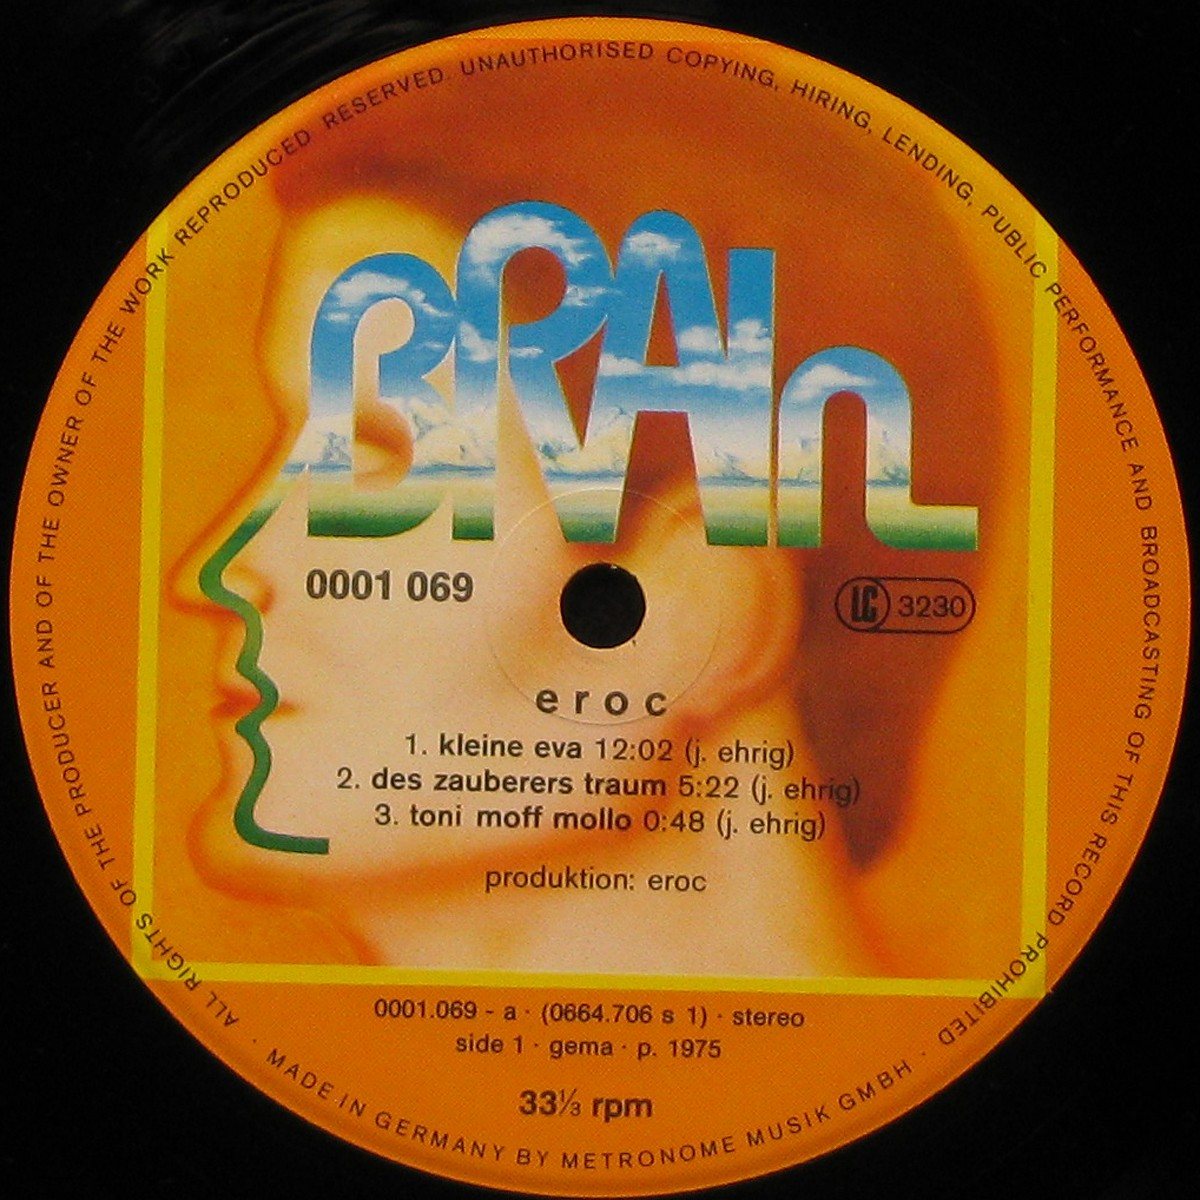 ALL RIGHTS OF THE PRODUCER AND OF THE OWNER OF THE WORK REPRODUCED RESERVED. UNAUTHORISED COPYING, HIRING, LENDING, PUBLIC PERFORMANCE AND BROADCASTING OF THIS RECORD PROHIBITED ·
BRAIn
0001 069
LC 3230
eroc
1. kleine eva 12:02 (j. ehrig)
2. des zauberers traum 5:22 (j. ehrig)
3. toni moff mollo 0:48 (j. ehrig)
produktion: eroc
0001.069 - a · (0664.706 s 1) · stereo
side 1 · gema · p. 1975
33⅓ rpm
· MADE IN GERMANY BY METRONOME MUSIK GMBH ·